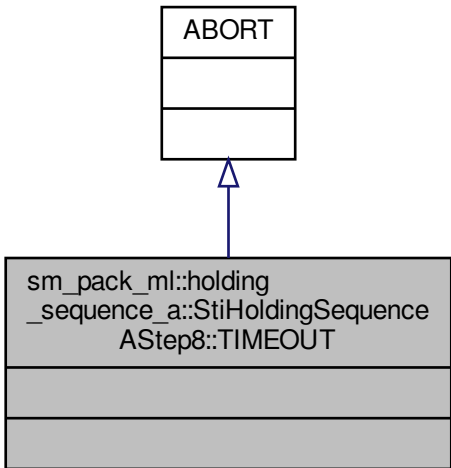 ABORT
sm_pack_ml::holding
_sequence_a::StiHoldingSequence
AStep8::TIMEOUT